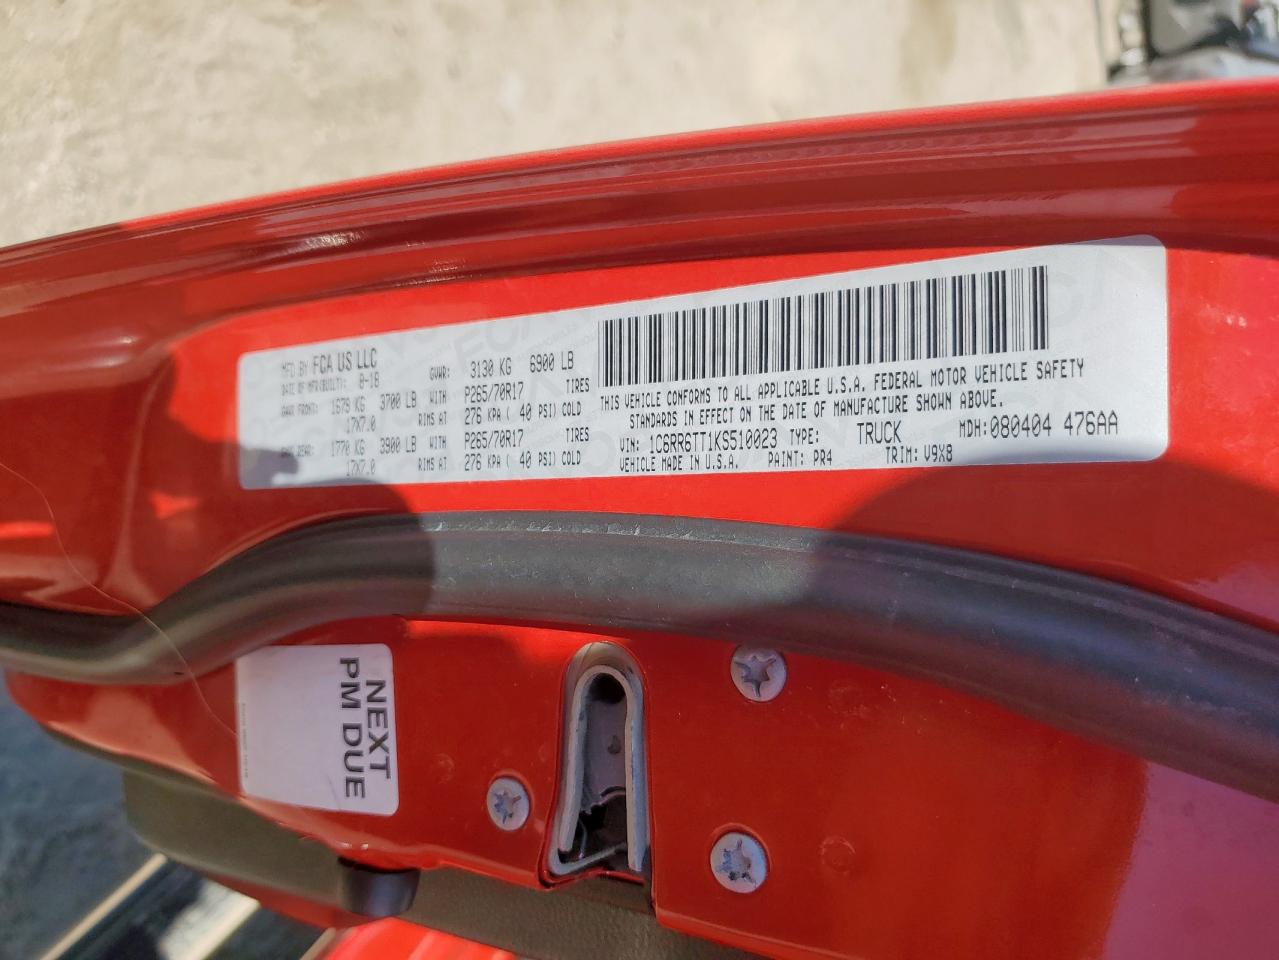 MFD BY FCA US LLC
DATE OF MFR(BUILT): 8-18 GVWR: 3130 KG 6900 LB
GAWR FRONT: 1679 KG 3700 LB WITH P265/70R17 TIRES
17X7.0 RIMS AT 276 KPA ( 40 PSI) COLD
GAWR REAR: 1770 KG 3900 LB WITH P265/70R17 TIRES
17X7.0 RIMS AT 276 KPA ( 40 PSI) COLD
THIS VEHICLE CONFORMS TO ALL APPLICABLE U.S.A. FEDERAL MOTOR VEHICLE SAFETY
STANDARDS IN EFFECT ON THE DATE OF MANUFACTURE SHOWN ABOVE.
VIN: 1C6RR6TT1KS510023 TYPE: TRUCK MDH: 080404 476AA
VEHICLE MADE IN U.S.A. PAINT: PR4 TRIM: V9X8
NEXT
PM DUE